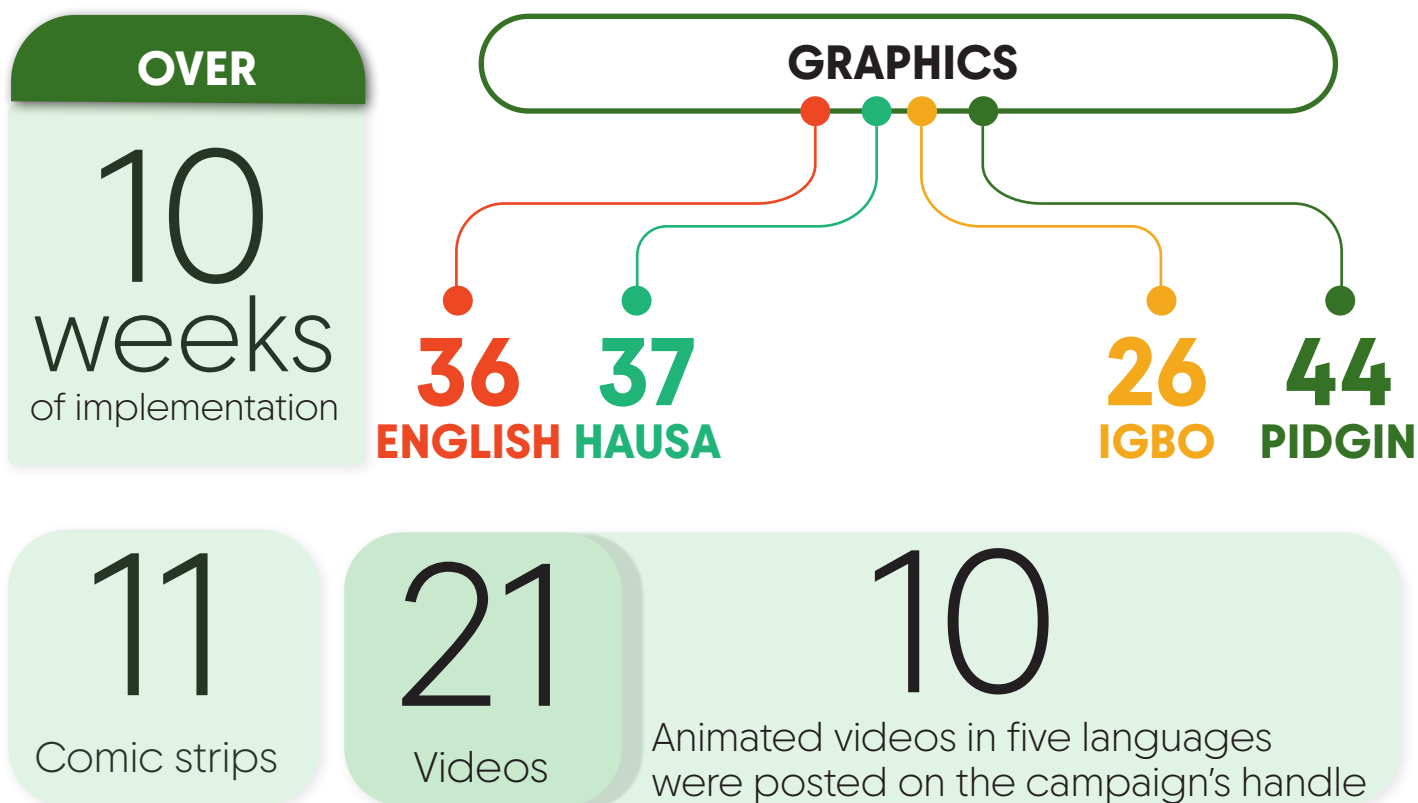 OVER
10
weeks
of implementation
GRAPHICS
36
ENGLISH
37
HAUSA
26
IGBO
44
PIDGIN
11
Comic strips
21
Videos
10
Animated videos in five languages
were posted on the campaign's handle